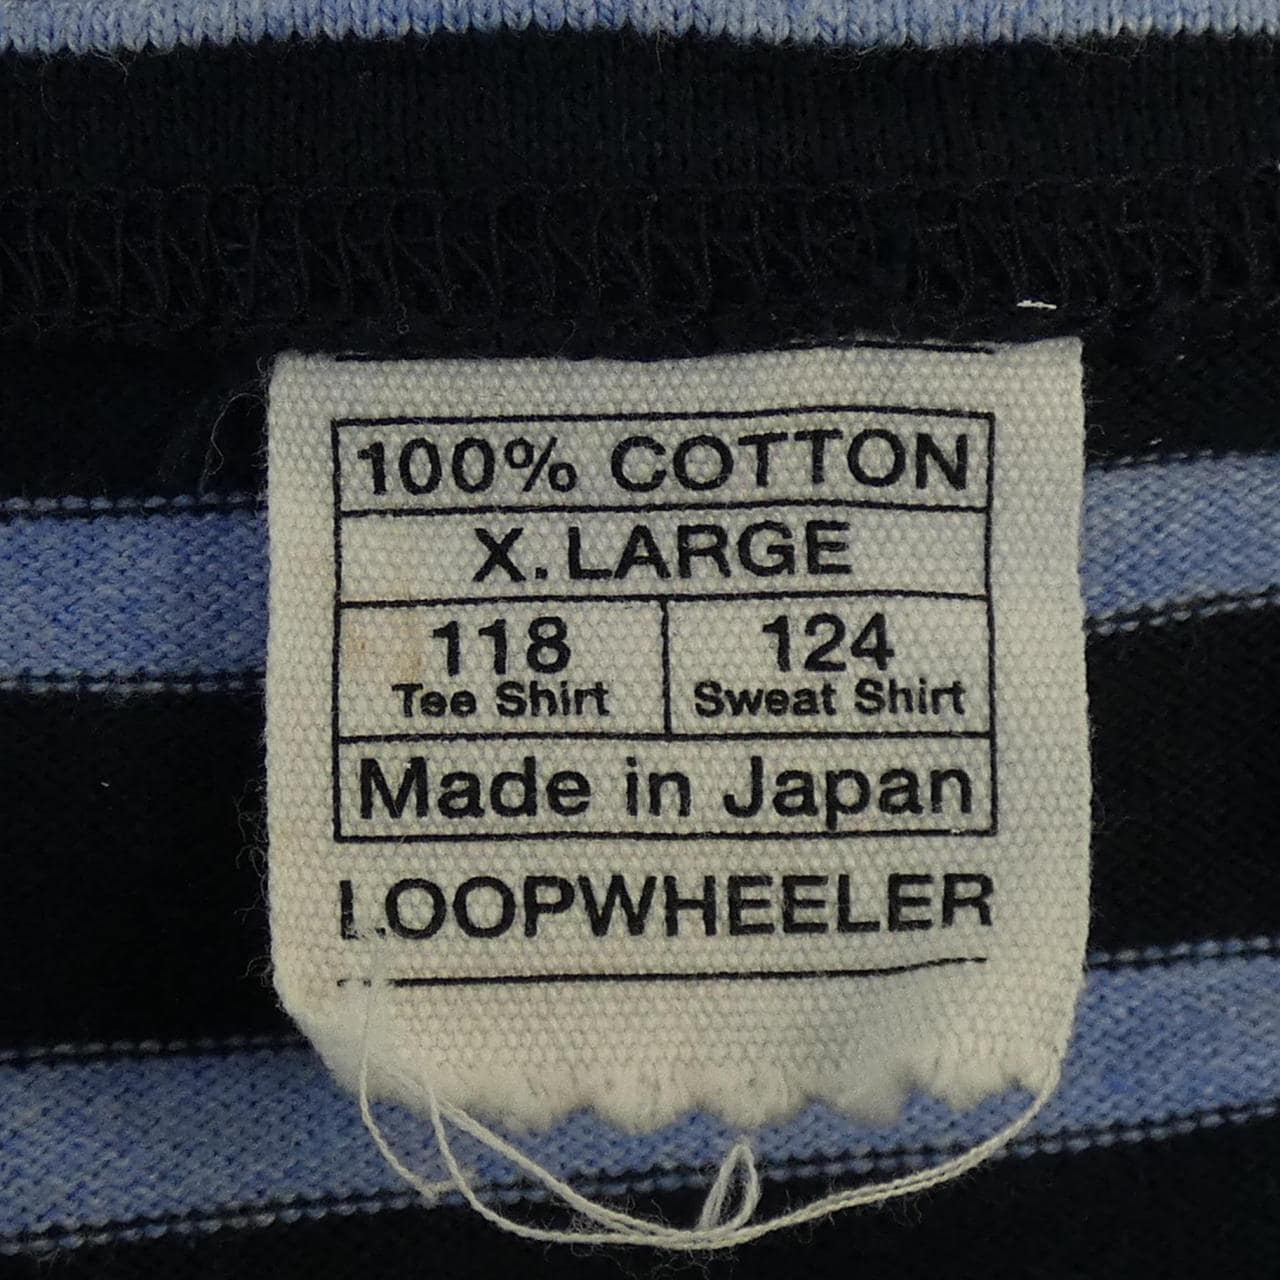 100% COTTON
X. LARGE
118 124
Tee Shirt Sweat Shirt
Made in Japan
LOOPWHEELER